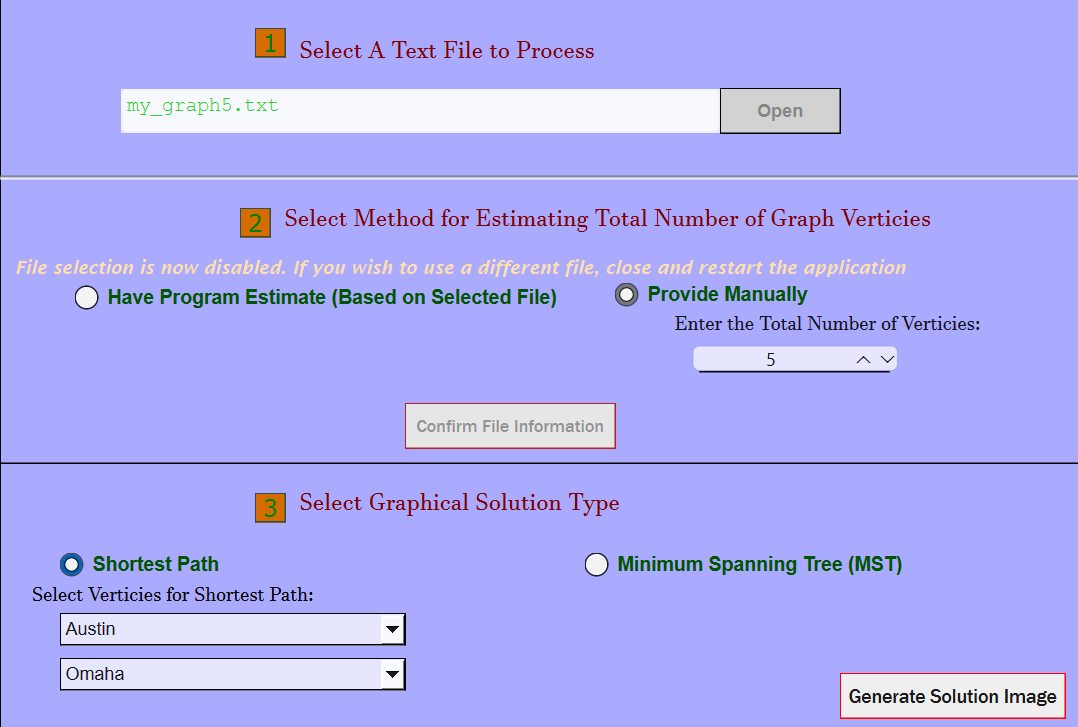 1 Select A Text File to Process
my_graph5.txt Open
2 Select Method for Estimating Total Number of Graph Verticies
File selection is now disabled. If you wish to use a different file, close and restart the application
Have Program Estimate (Based on Selected File) Provide Manually
Enter the Total Number of Verticies:
5
Confirm File Information
3 Select Graphical Solution Type
Shortest Path Minimum Spanning Tree (MST)
Select Verticies for Shortest Path:
Austin
Omaha
Generate Solution Image